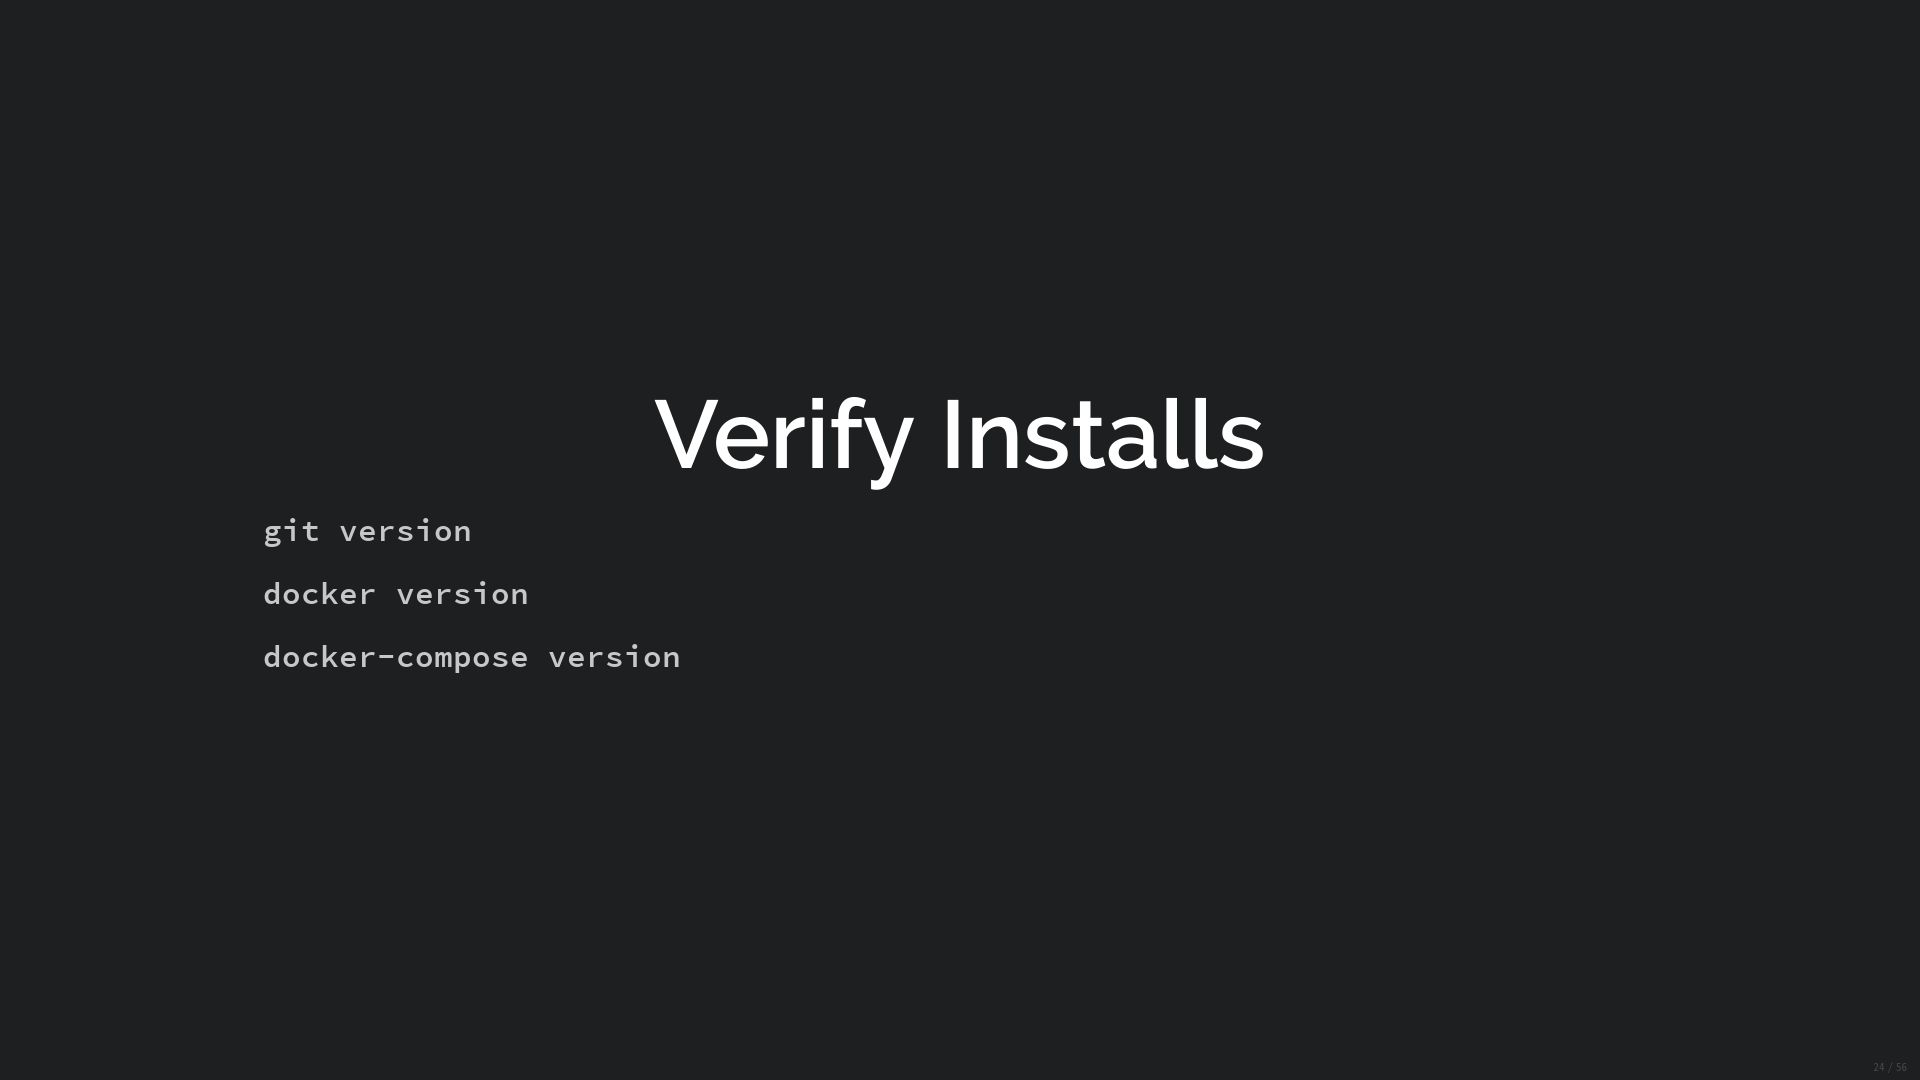 Verify Installs
git version
docker version
docker-compose version
24 / 56